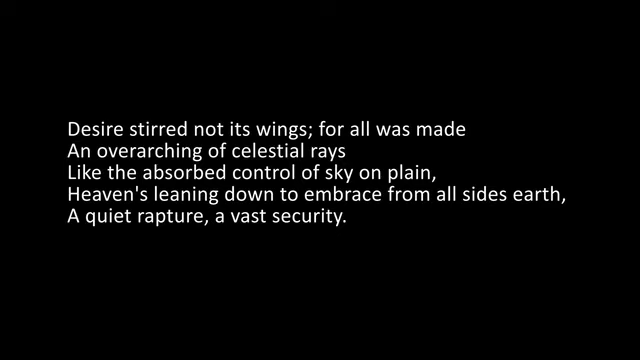 Desire stirred not its wings; for all was made
An overarching of celestial rays
Like the absorbed control of sky on plain,
Heaven's leaning down to embrace from all sides earth,
A quiet rapture, a vast security.